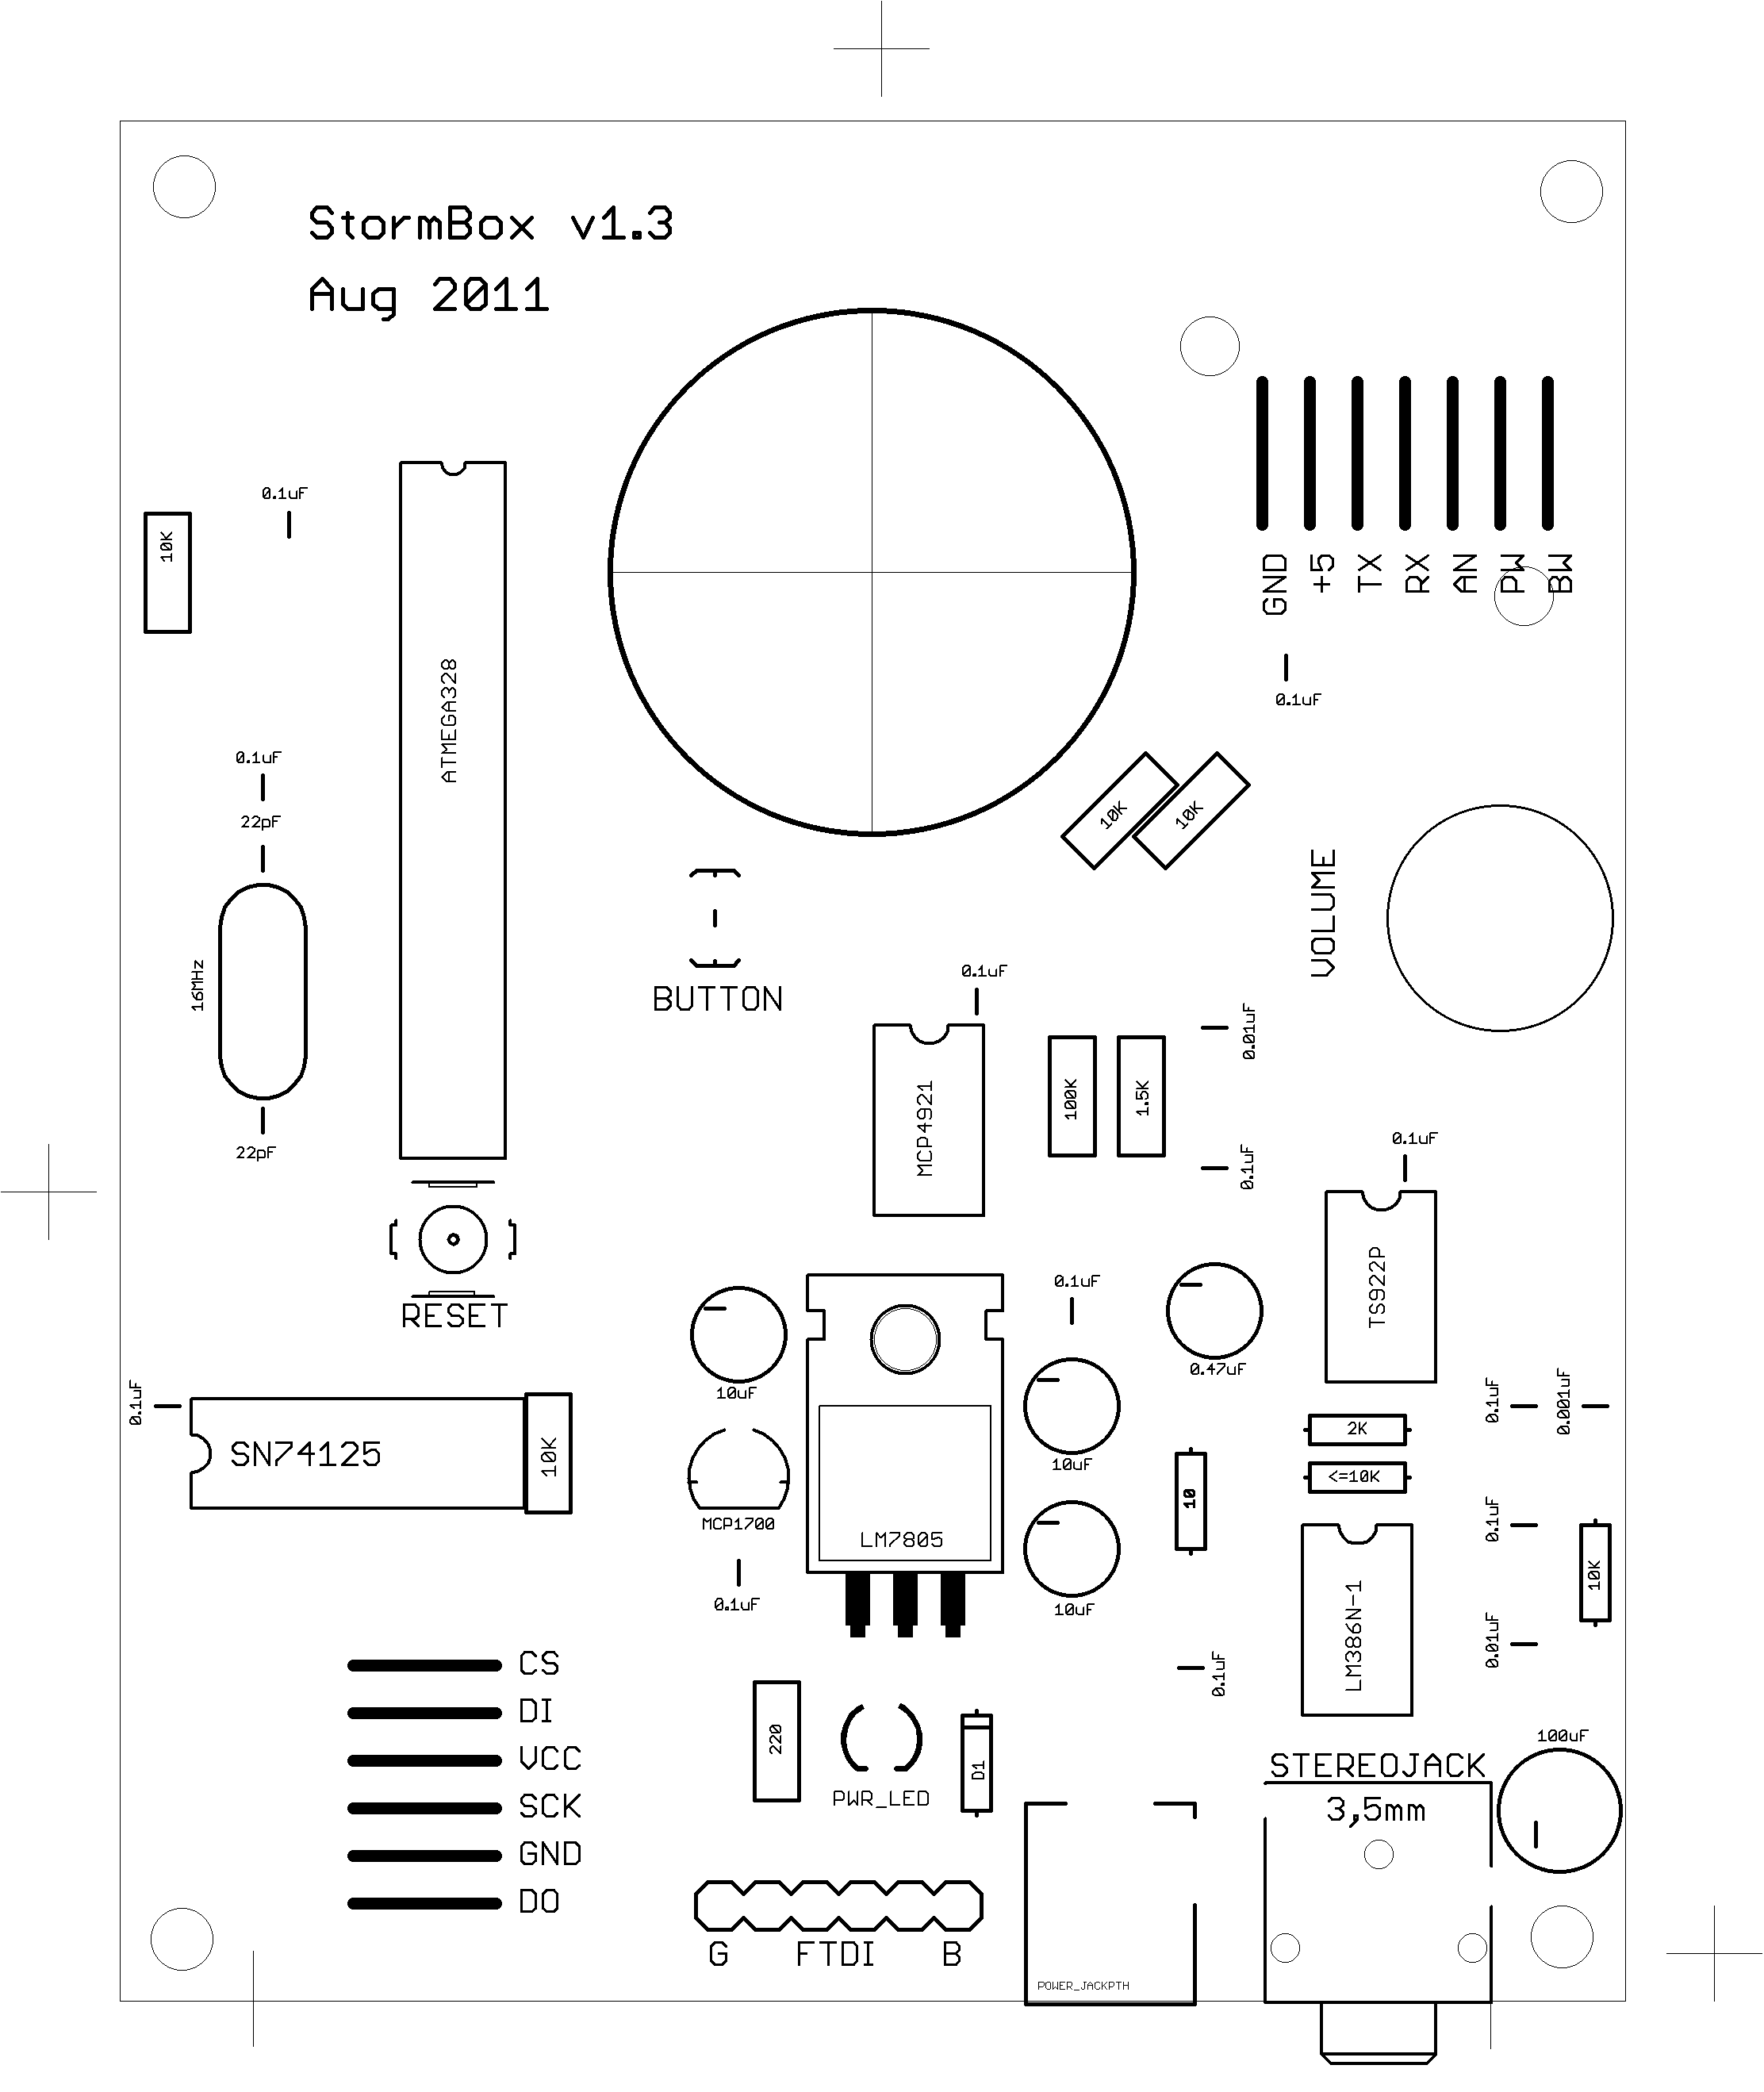 StormBox v1.3
Aug 2011
GND
+5
TX
RX
AN
PW
BW
0.1uF
10K
0.1uF
ATMEGA328
0.1uF
22pF
10K
10K
VOLUME
16MHz
BUTTON
0.1uF
0.01uF
MCP4921
100K
1.5K
22pF
0.1uF
0.1uF
RESET
TS922P
0.1uF
10uF
0.47uF
0.1uF
SN74125
10K
0.1uF
0.001uF
2K
10uF
<=10K
10
MCP1700
LM7805
0.1uF
10K
0.1uF
10uF
LM386N-1
0.01uF
0.1uF
CS
DI
VCC
SCK
GND
DO
220
PWR_LED
D1
100uF
STEREOJACK
3,5mm
G FTDI B
POWER_JACKPTH